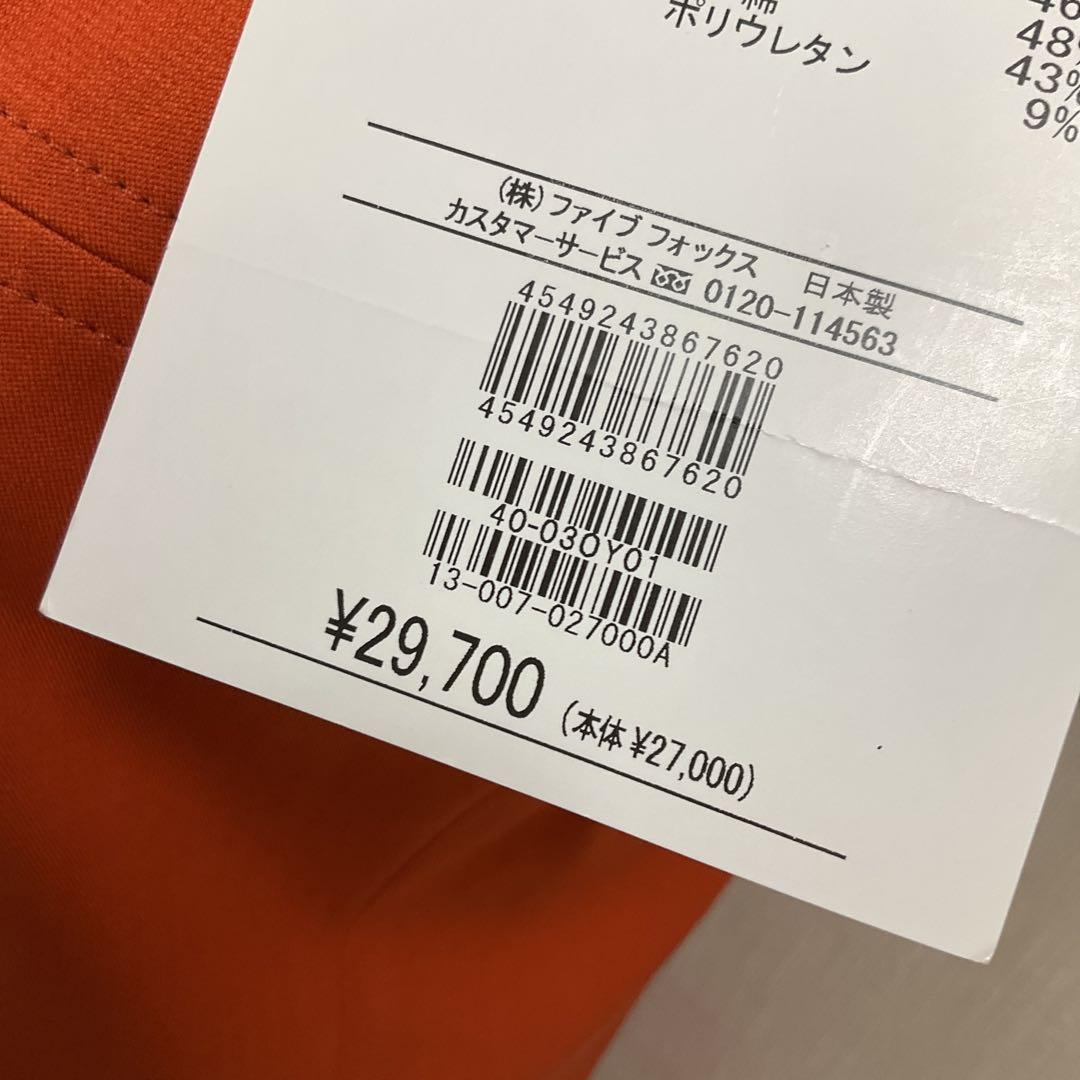 綿
ポリウレタン
48%
43%
9%
(株) ファイブ フォックス 日本製
カスタマーサービス 0120-114563
4549243867620
4549243867620
40-030Y01
13-007-027000A
¥29,700 (本体 ¥27,000)